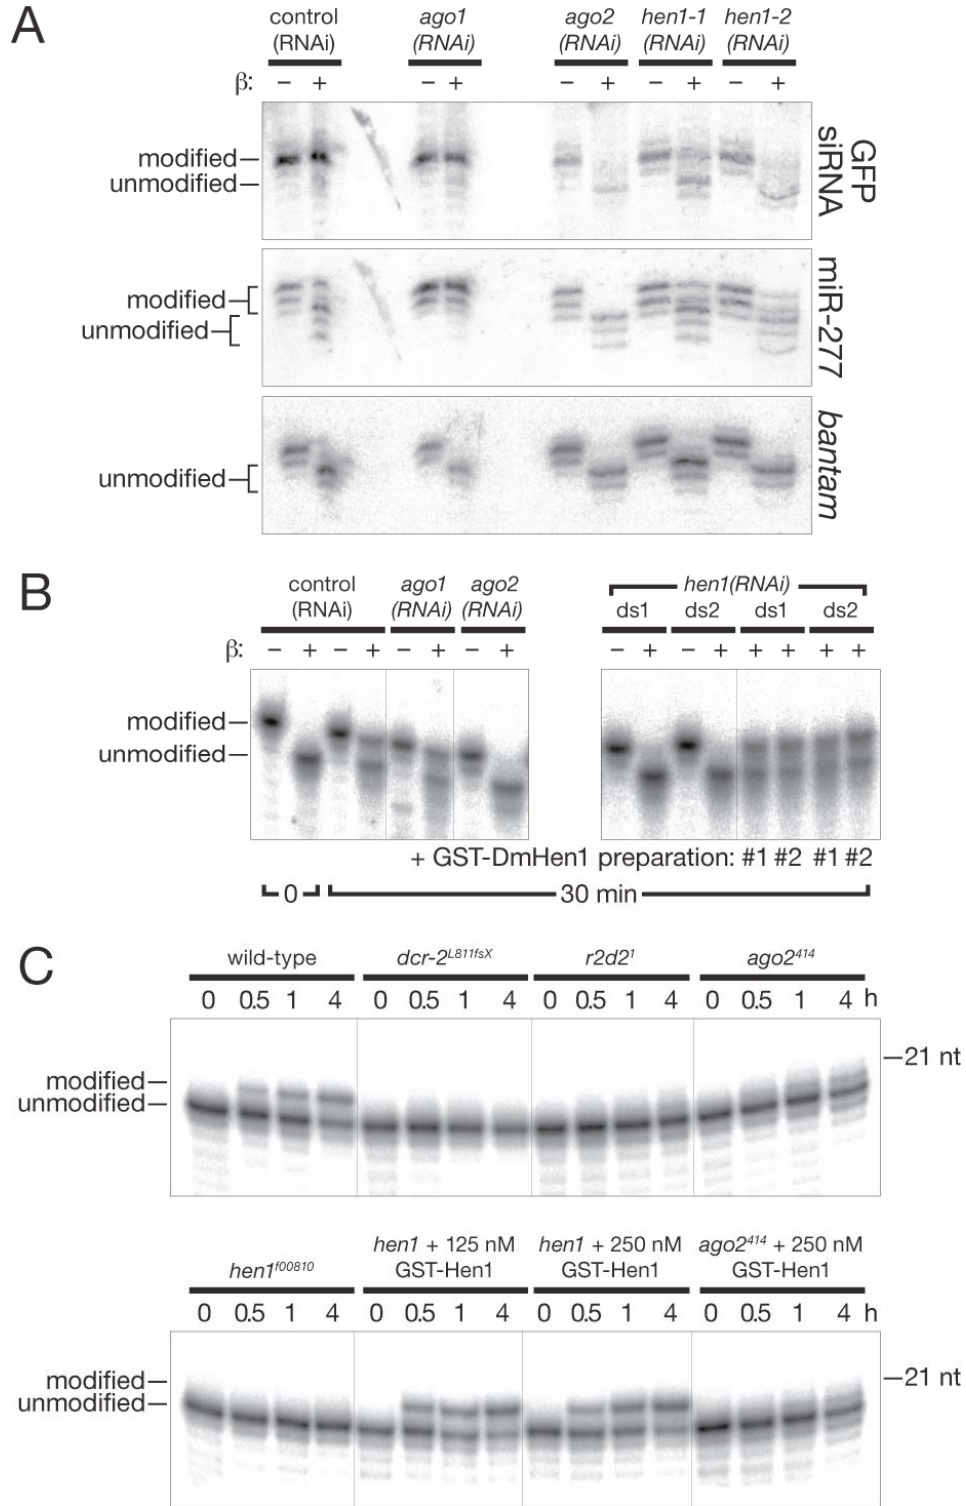 A
control ago1 ago2 hen1-1 hen1-2
(RNAi) (RNAi) (RNAi) (RNAi) (RNAi)
β: − + − + − + − + − +
modified
unmodified
GFP
siRNA
modified
unmodified
miR-277
unmodified
bantam
B
control ago1 ago2 hen1(RNAi)
(RNAi) (RNAi) (RNAi) ds1 ds2 ds1 ds2
β: − + − + − + − + − + − + + + + +
modified
unmodified
+ GST-DmHen1 preparation: #1 #2 #1 #2
0 30 min
C
wild-type dcr-2L811fsX r2d21 ago2414
0 0.5 1 4 0 0.5 1 4 0 0.5 1 4 0 0.5 1 4 h
21 nt
modified
unmodified
hen1 + 125 nM hen1 + 250 nM ago2414 + 250 nM
hen1f00810 GST-Hen1 GST-Hen1 GST-Hen1
0 0.5 1 4 0 0.5 1 4 0 0.5 1 4 0 0.5 1 4 h
modified
21 nt
unmodified